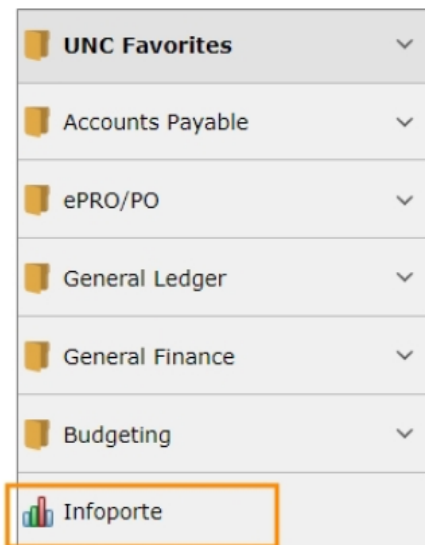 UNC Favorites
Accounts Payable
ePRO/PO
General Ledger
General Finance
Budgeting
Infoporte